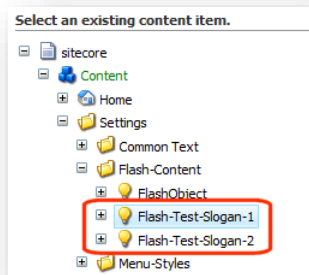 Select an existing content item.
sitecore
Content
Home
Settings
Common Text
Flash-Content
FlashObject
Flash-Test-Slogan-1
Flash-Test-Slogan-2
Menu-Styles